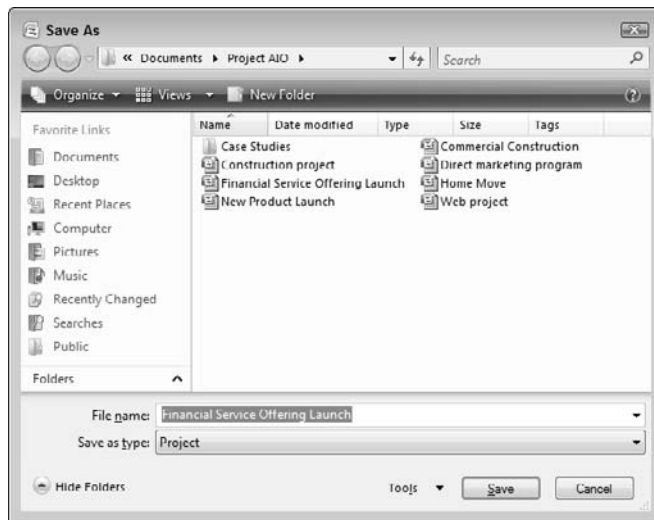 Save As
« Documents ▸ Project AIO ▸ Search
Organize Views New Folder
Favorite Links
Documents
Desktop
Recent Places
Computer
Pictures
Music
Recently Changed
Searches
Public
Folders
Name Date modified Type Size Tags
Case Studies Commercial Construction
Construction project Direct marketing program
Financial Service Offering Launch Home Move
New Product Launch Web project
File name: Financial Service Offering Launch
Save as type: Project
Hide Folders Tools Save Cancel